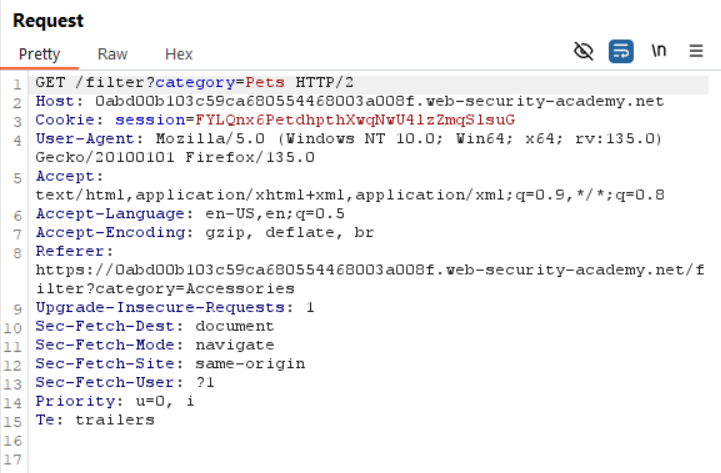 Request
Pretty Raw Hex \n
1 GET /filter?category=Pets HTTP/2
2 Host: 0abd00b103c59ca680554468003a008f.web-security-academy.net
3 Cookie: session=FYLQnx6PetdhpthXwqNwU4lzZmqSlsuG
4 User-Agent: Mozilla/5.0 (Windows NT 10.0; Win64; x64; rv:135.0)
Gecko/20100101 Firefox/135.0
5 Accept:
text/html,application/xhtml+xml,application/xml;q=0.9,*/*;q=0.8
6 Accept-Language: en-US,en;q=0.5
7 Accept-Encoding: gzip, deflate, br
8 Referer:
https://0abd00b103c59ca680554468003a008f.web-security-academy.net/f
ilter?category=Accessories
9 Upgrade-Insecure-Requests: 1
10 Sec-Fetch-Dest: document
11 Sec-Fetch-Mode: navigate
12 Sec-Fetch-Site: same-origin
13 Sec-Fetch-User: ?1
14 Priority: u=0, i
15 Te: trailers
16
17